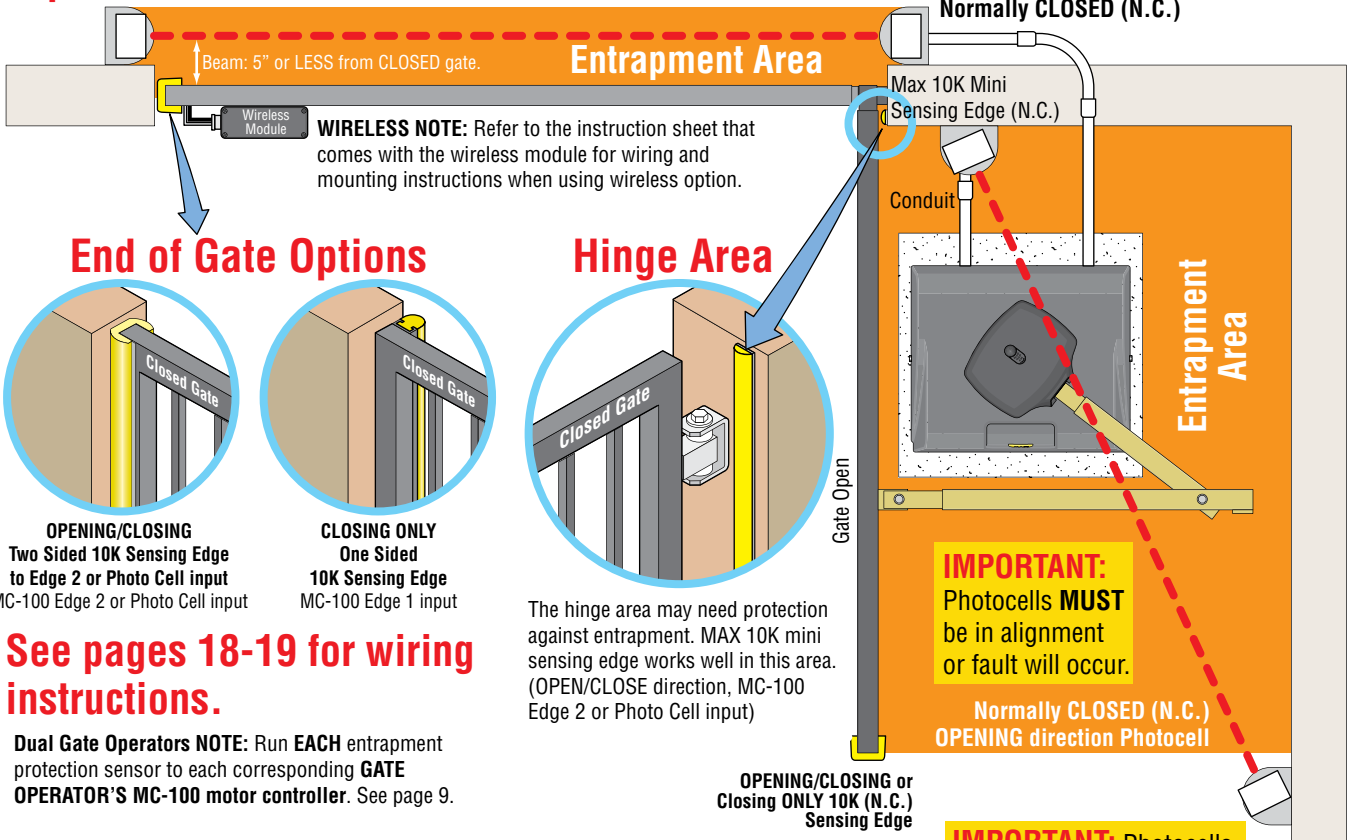 Normally CLOSED (N.C.)
Beam: 5” or LESS from CLOSED gate.
Entrapment Area
Max 10K Mini
Sensing Edge (N.C.)
Wireless
Module
WIRELESS NOTE: Refer to the instruction sheet that
comes with the wireless module for wiring and
mounting instructions when using wireless option.
Conduit
End of Gate Options
Hinge Area
Entrapment
Area
Closed Gate
Closed Gate
Closed Gate
Gate Open
OPENING/CLOSING
Two Sided 10K Sensing Edge
to Edge 2 or Photo Cell input
MC-100 Edge 2 or Photo Cell input
CLOSING ONLY
One Sided
10K Sensing Edge
MC-100 Edge 1 input
The hinge area may need protection
against entrapment. MAX 10K mini
sensing edge works well in this area.
(OPEN/CLOSE direction, MC-100
Edge 2 or Photo Cell input)
IMPORTANT:
Photocells MUST
be in alignment
or fault will occur.
Normally CLOSED (N.C.)
OPENING direction Photocell
See pages 18-19 for wiring
instructions.
Dual Gate Operators NOTE: Run EACH entrapment
protection sensor to each corresponding GATE
OPERATOR’S MC-100 motor controller. See page 9.
OPENING/CLOSING or
Closing ONLY 10K (N.C.)
Sensing Edge
IMPORTANT: Photocells